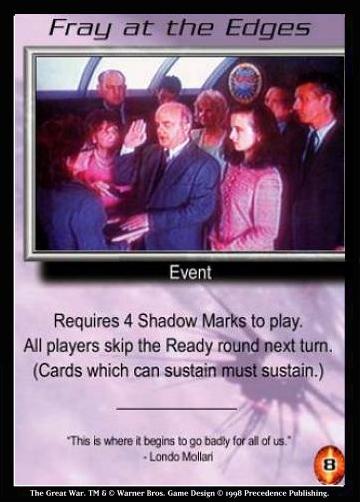 Fray at the Edges
Event
Requires 4 Shadow Marks to play.
All players skip the Ready round next turn.
(Cards which can sustain must sustain.)
"This is where it begins to go badly for all of us."
- Londo Mollari
8
The Great War. TM & © Warner Bros. Game Design © 1998 Precedence Publishing.